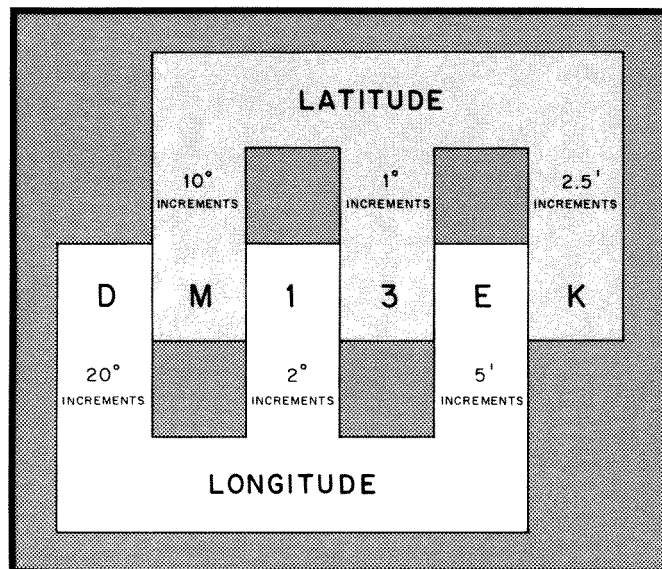 LATITUDE
10° 1° 2.5'
INCREMENTS INCREMENTS INCREMENTS
D M 1 3 E K
20° 2° 5'
INCREMENTS INCREMENTS INCREMENTS
LONGITUDE